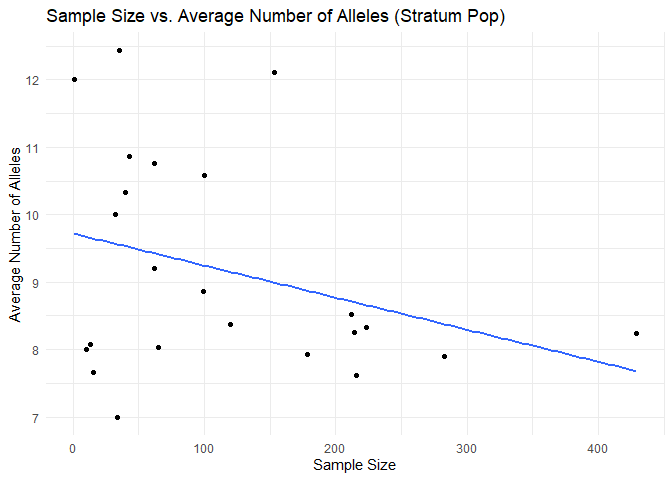 Sample Size vs. Average Number of Alleles (Stratum Pop)
12
11
10
9
8
7
Average Number of Alleles
0 100 200 300 400
Sample Size